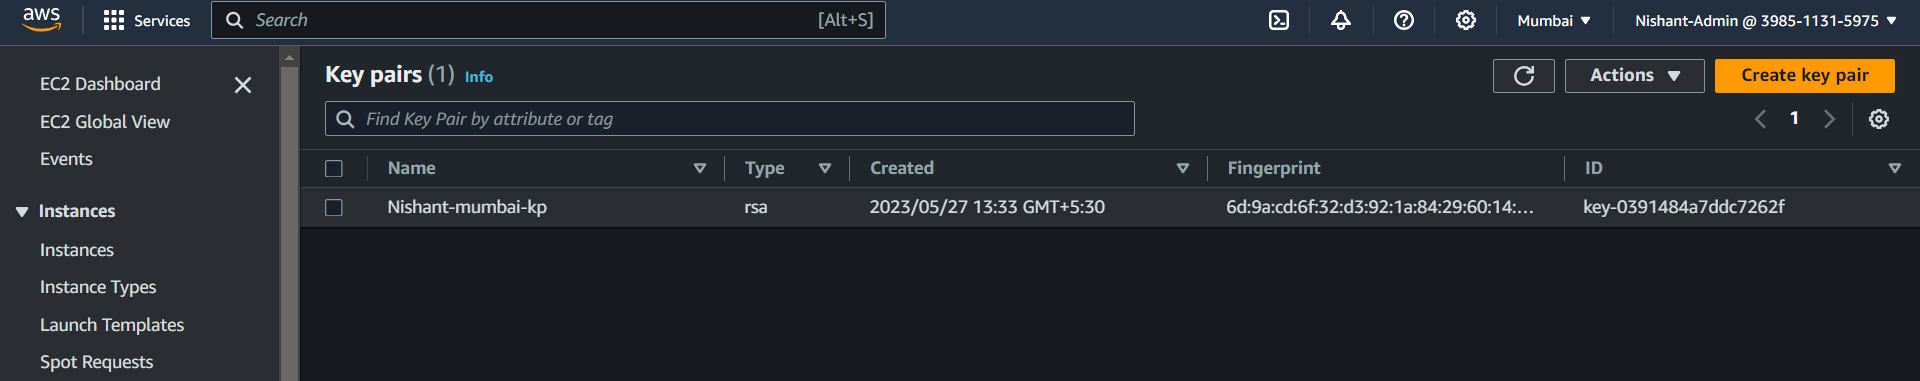 aws Services Search [Alt+S] Mumbai Nishant-Admin @ 3985-1131-5975
EC2 Dashboard
EC2 Global View
Events
Instances
Instances
Instance Types
Launch Templates
Spot Requests
Key pairs (1) Info Actions Create key pair
Find Key Pair by attribute or tag 1
Name Type Created Fingerprint ID
Nishant-mumbai-kp rsa 2023/05/27 13:33 GMT+5:30 6d:9a:cd:6f:32:d3:92:1a:84:29:60:14:... key-0391484a7ddc7262f